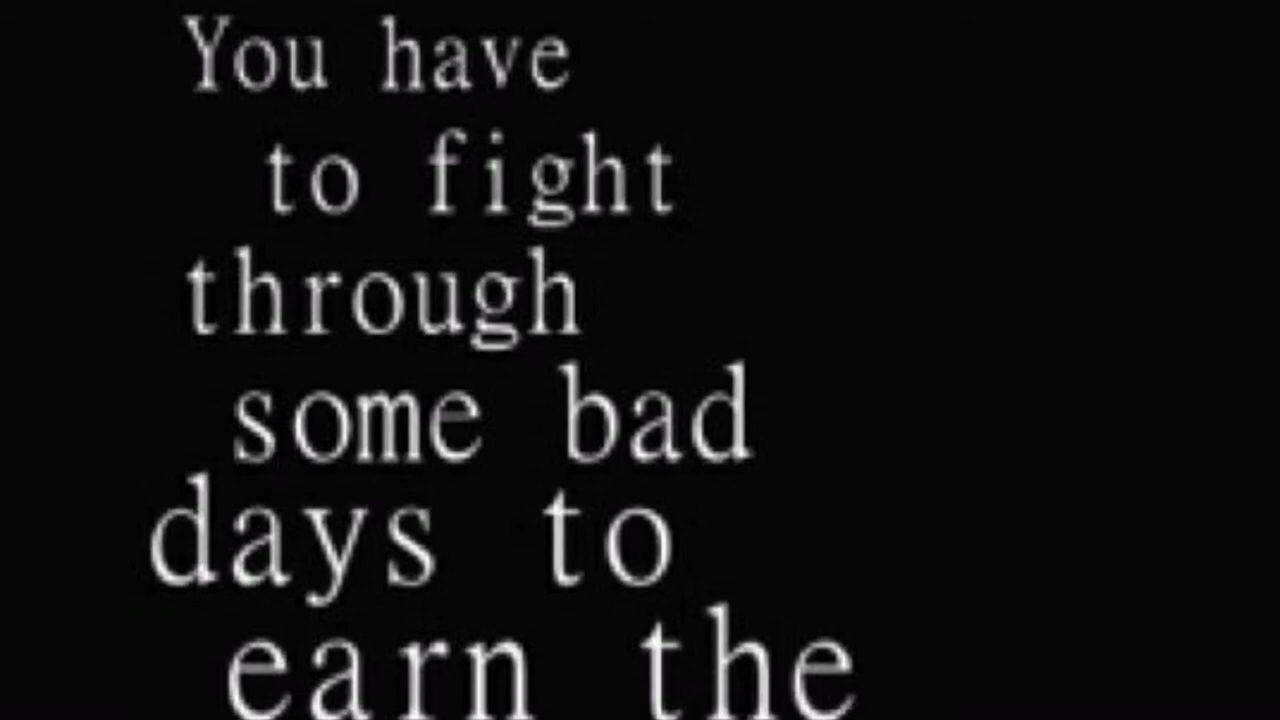 You have
to fight
through
some bad
days to
earn the